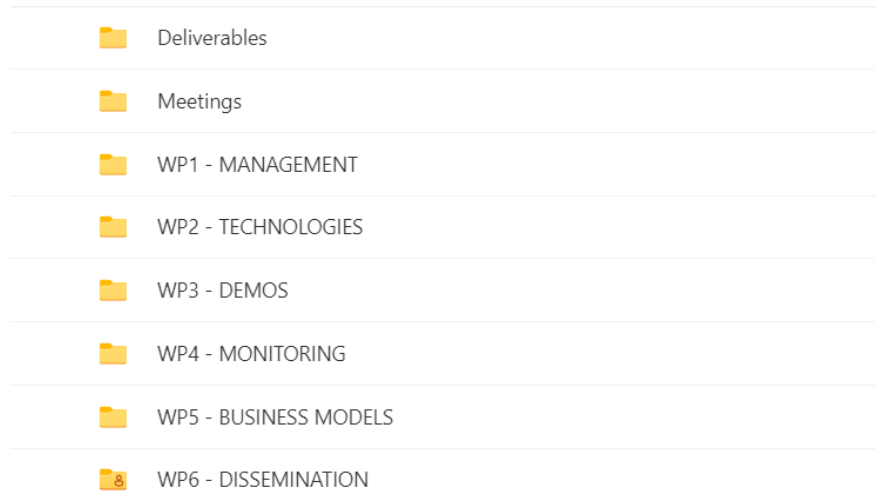 Deliverables
Meetings
WP1 - MANAGEMENT
WP2 - TECHNOLOGIES
WP3 - DEMOS
WP4 - MONITORING
WP5 - BUSINESS MODELS
WP6 - DISSEMINATION